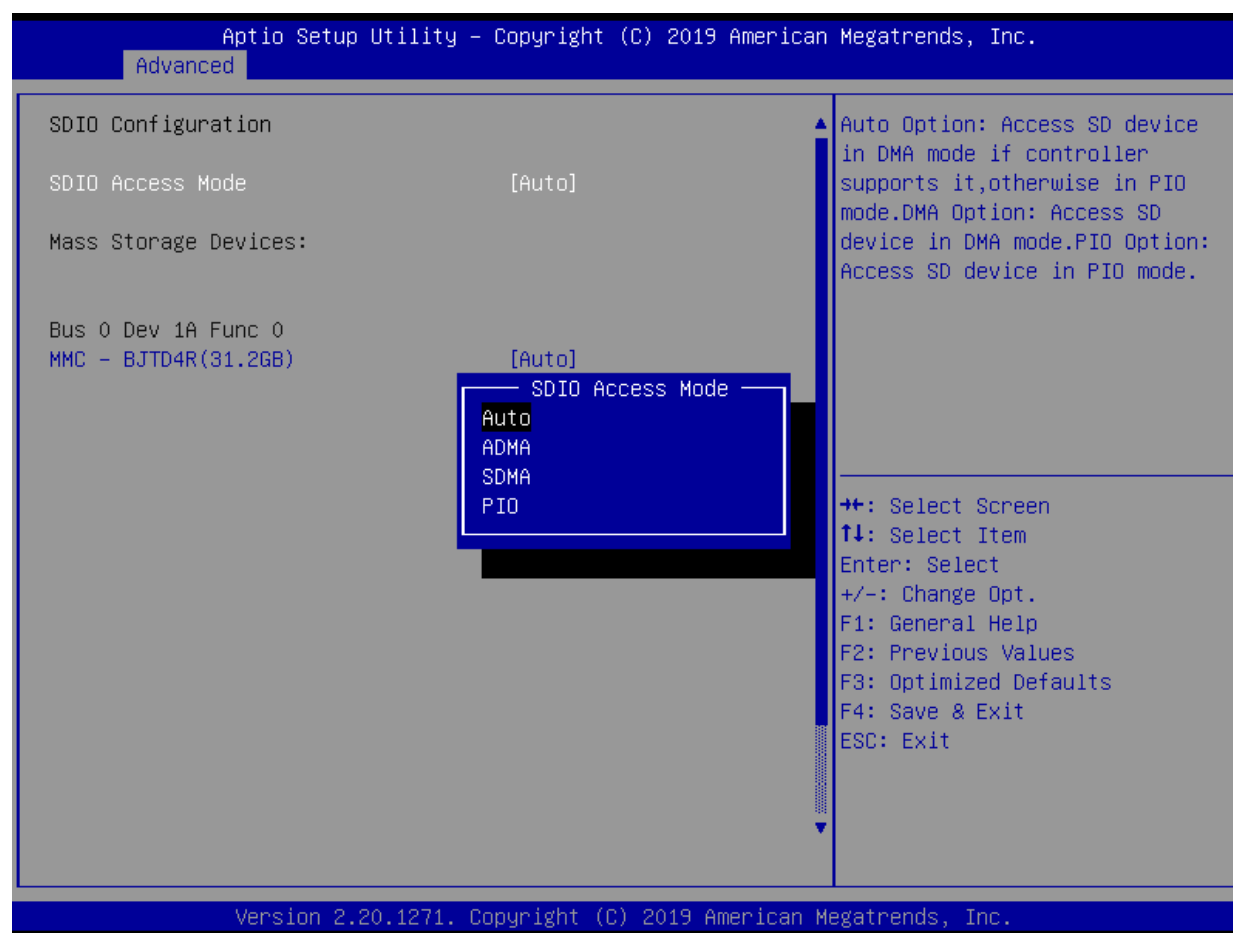 Aptio Setup Utility – Copyright (C) 2019 American Megatrends, Inc.
Advanced
SDIO Configuration
SDIO Access Mode [Auto]
Mass Storage Devices:
Bus 0 Dev 1A Func 0
MMC – BJTD4R(31.2GB) [Auto]
SDIO Access Mode
Auto
ADMA
SDMA
PIO
Auto Option: Access SD device
in DMA mode if controller
supports it,otherwise in PIO
mode.DMA Option: Access SD
device in DMA mode.PIO Option:
Access SD device in PIO mode.
→←: Select Screen
↑↓: Select Item
Enter: Select
+/-: Change Opt.
F1: General Help
F2: Previous Values
F3: Optimized Defaults
F4: Save & Exit
ESC: Exit
Version 2.20.1271. Copyright (C) 2019 American Megatrends, Inc.